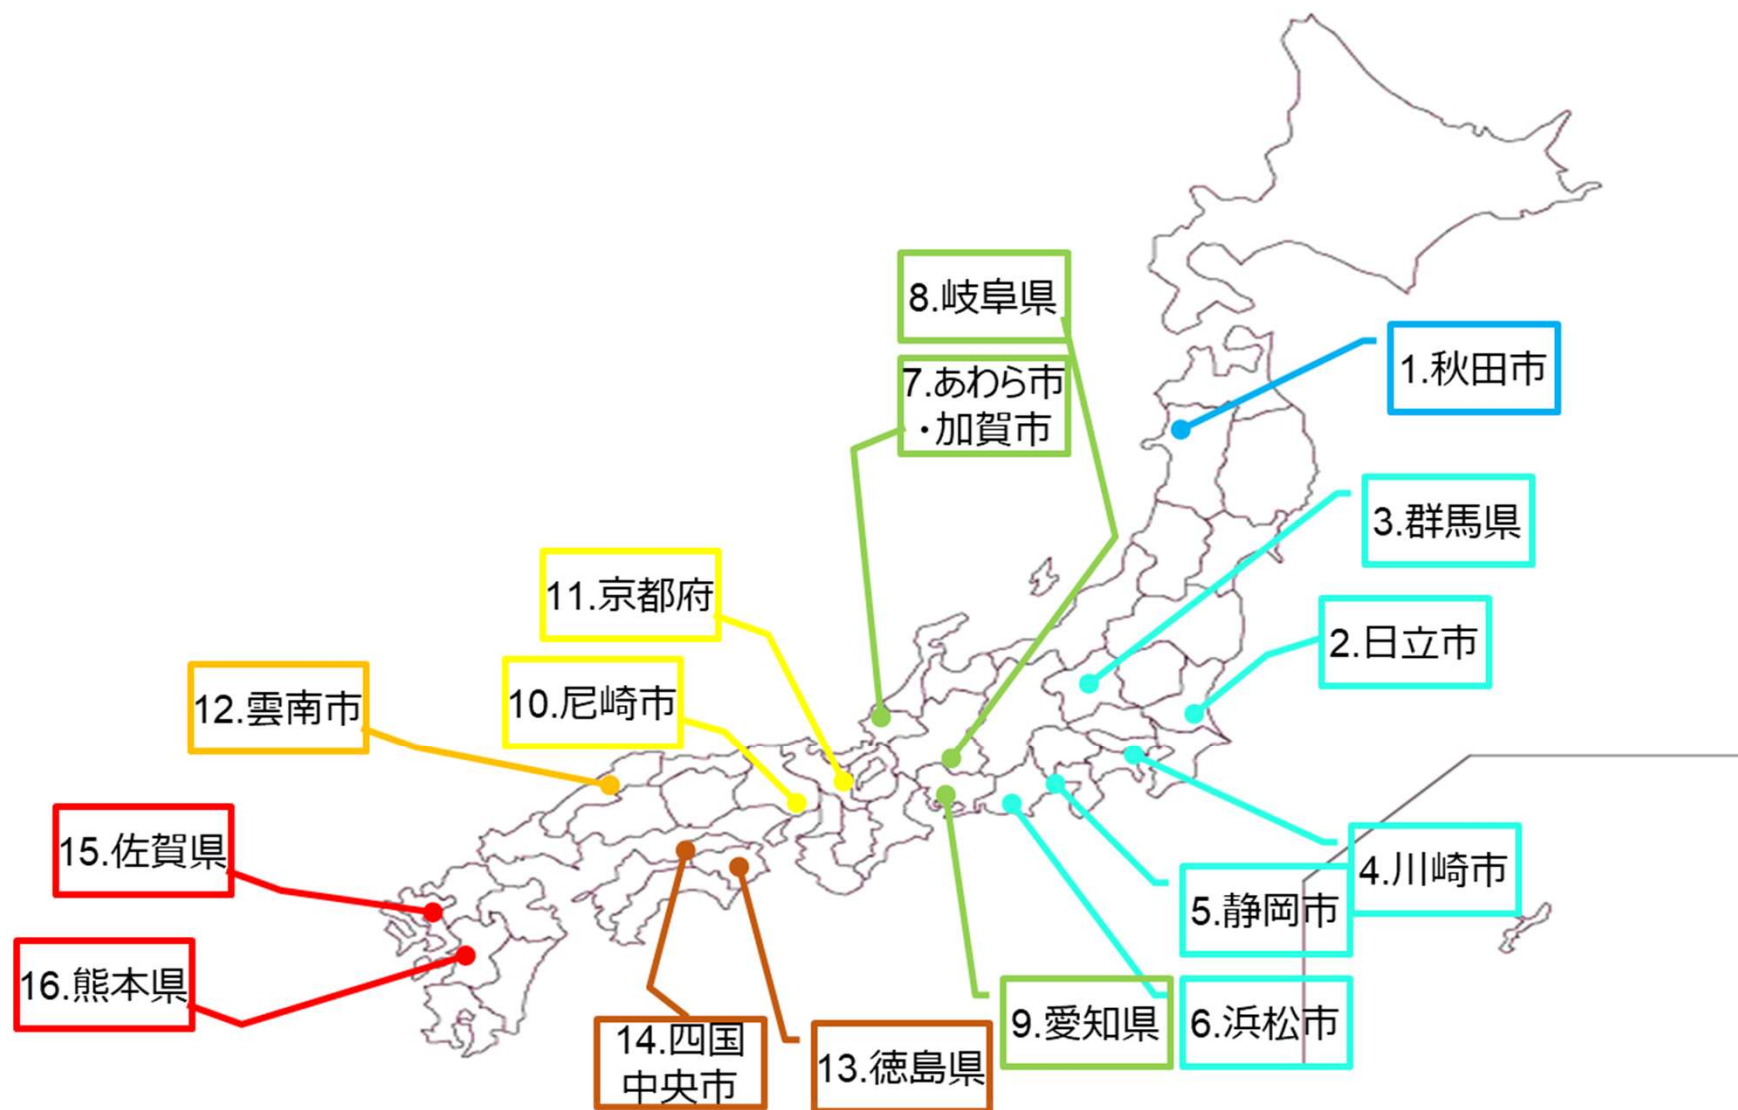 8.岐阜県
7.あわら市
・加賀市
1.秋田市
3.群馬県
11.京都府
2.日立市
10.尼崎市
12.雲南市
15.佐賀県
4.川崎市
5.静岡市
16.熊本県
9.愛知県
6.浜松市
14.四国
中央市
13.徳島県